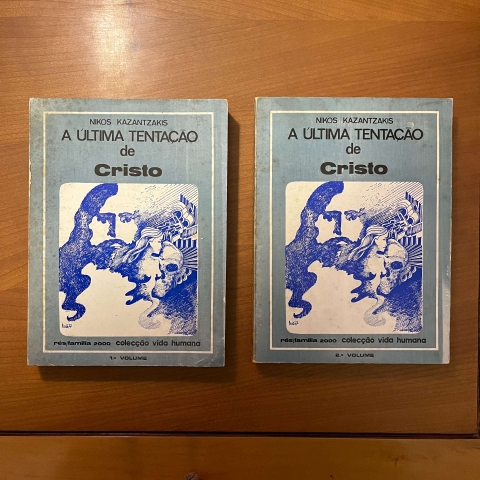 NIKOS KAZANTZAKIS
A ÚLTIMA TENTAÇÃO
de
Cristo
rés/família 2000 colecção vida humana
1.º VOLUME
NIKOS KAZANTZAKIS
A ÚLTIMA TENTAÇÃO
de
Cristo
rés/família 2000 colecção vida humana
2.º VOLUME